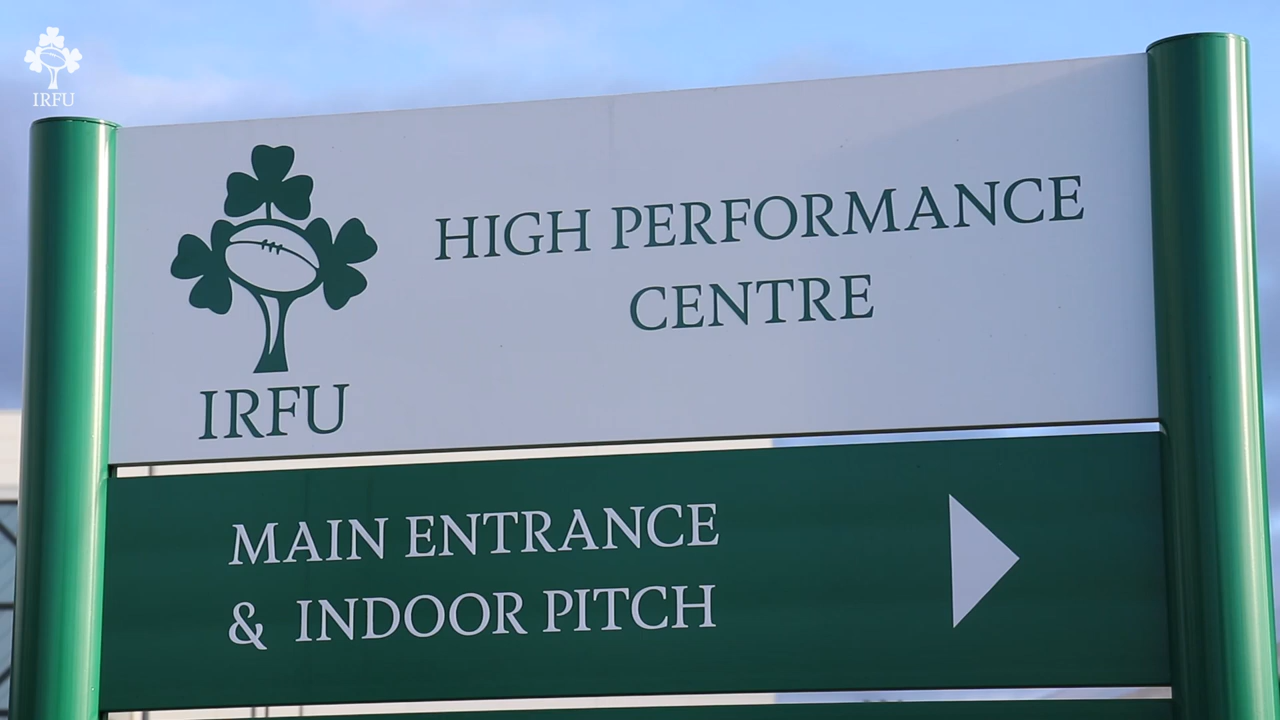 IRFU
HIGH PERFORMANCE
CENTRE
IRFU
MAIN ENTRANCE
& INDOOR PITCH